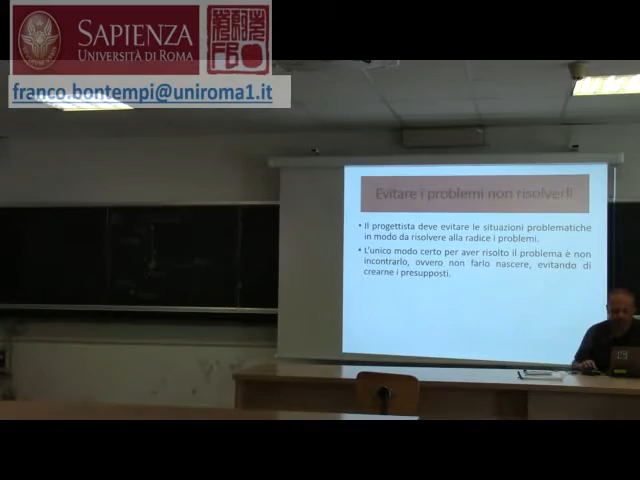 SAPIENZA
UNIVERSITÀ DI ROMA
FBO
franco.bontempi@uniroma1.it
Evitare i problemi non risolverli
• Il progettista deve evitare le situazioni problematiche
in modo da risolvere alla radice i problemi.
• L'unico modo certo per aver risolto il problema è non
incontrarlo, ovvero non farlo nascere, evitando di
crearne i presupposti.